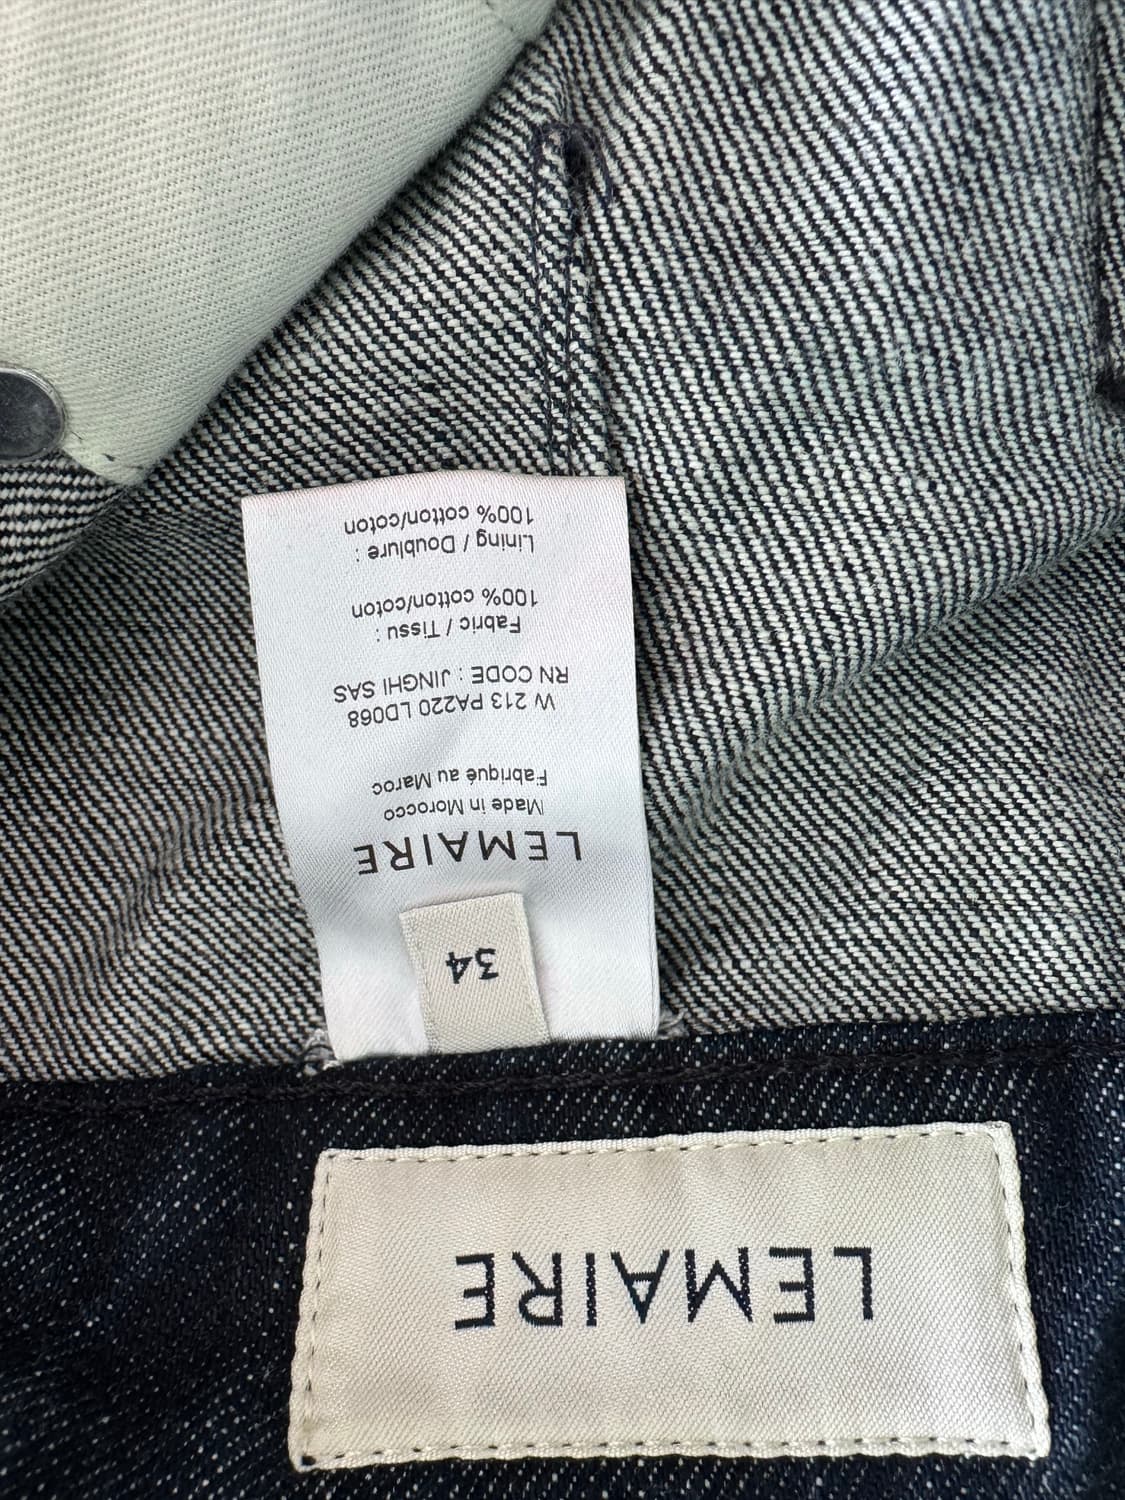 LEMAIRE
34
LEMAIRE
Made in Morocco
Fabriqué au Maroc
W 213 PA220 LD068
RN CODE : JINGHI SAS
Fabric / Tissu :
100% cotton/coton
Lining / Doublure :
100% cotton/coton